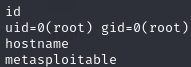 id
uid=0(root) gid=0(root)
hostname
metasploitable